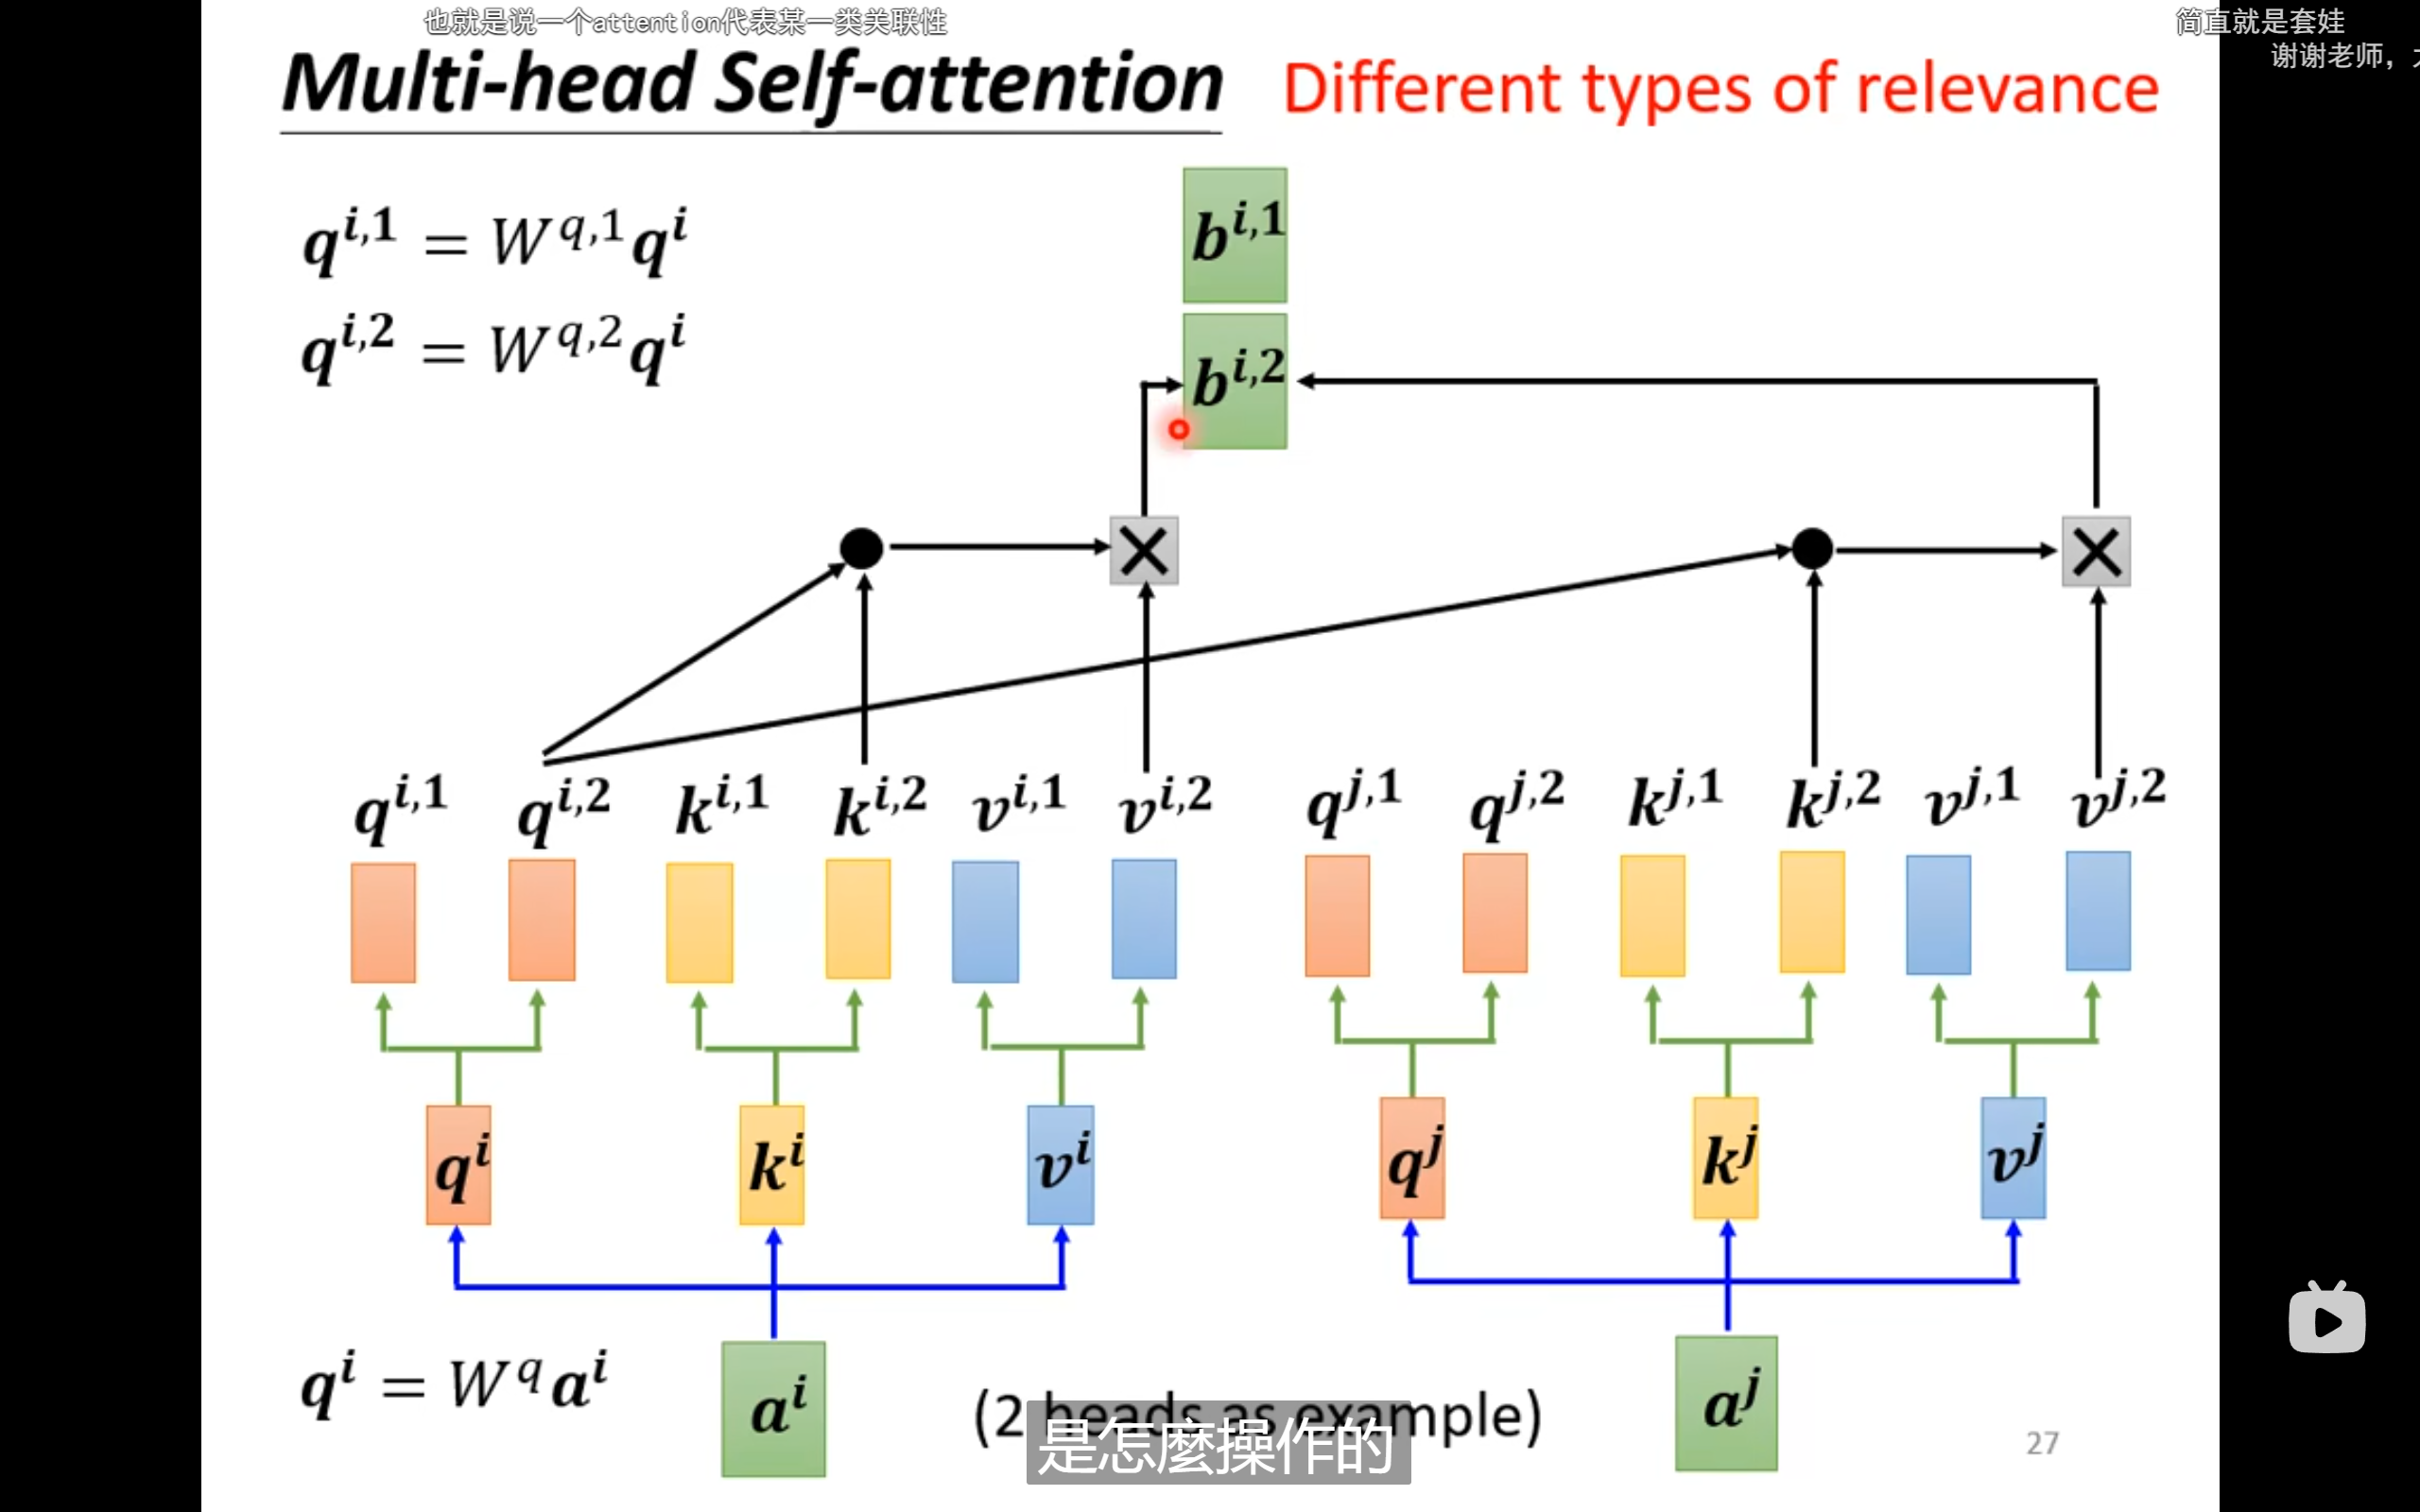 也就是说一个attention代表某一类关联性
简直就是套娃
谢谢老师，
Multi-head Self-attention
Different types of relevance
q^{i,1} = W^{q,1}q^i
q^{i,2} = W^{q,2}q^i
b^{i,1}
b^{i,2}
q^{i,1} q^{i,2} k^{i,1} k^{i,2} v^{i,1} v^{i,2} q^{j,1} q^{j,2} k^{j,1} k^{j,2} v^{j,1} v^{j,2}
q^i k^i v^i q^j k^j v^j
q^i = W^q a^i
a^i
(2 heads as example)
a^j
是怎麼操作的
27